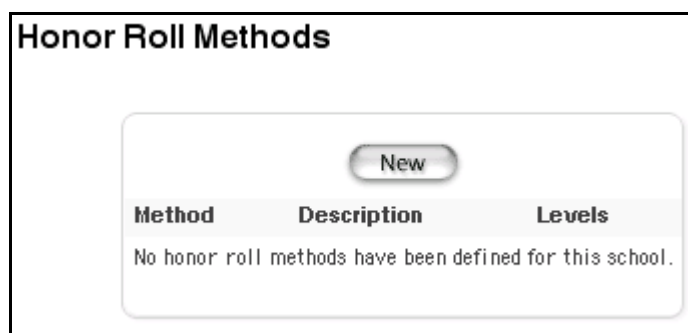 Honor Roll Methods
New
Method Description Levels
No honor roll methods have been defined for this school.